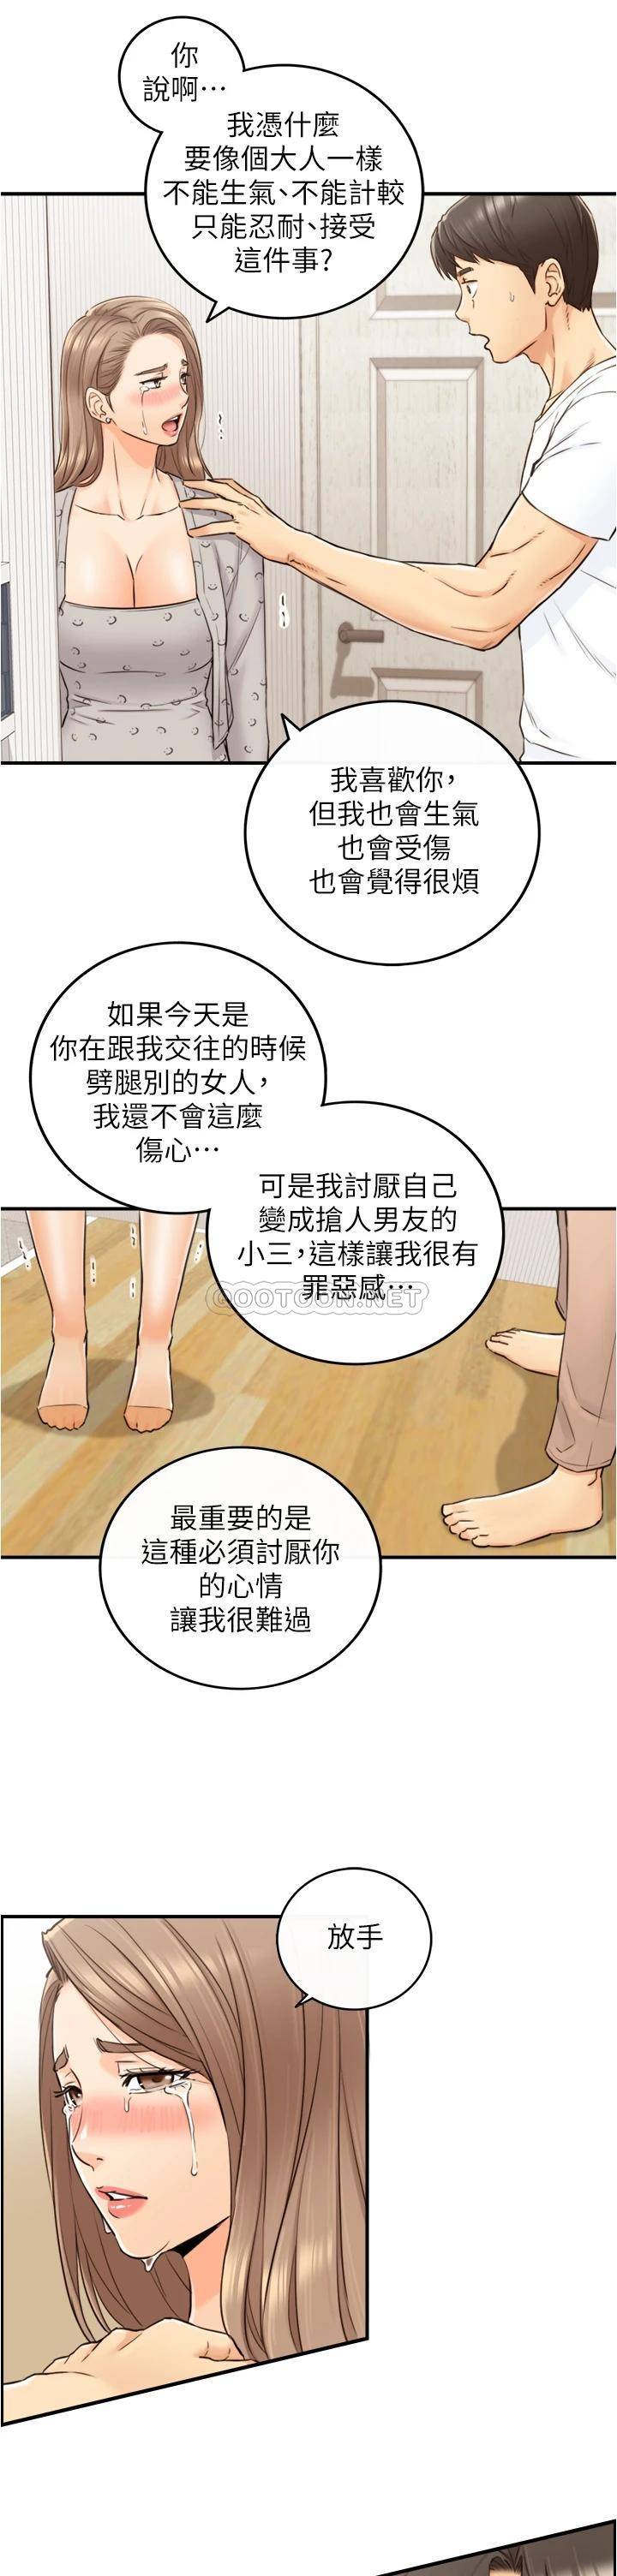 你
說啊…
我憑什麼
要像個大人一樣
不能生氣、不能計較
只能忍耐、接受
這件事?
我喜歡你,
但我也會生氣
也會受傷
也會覺得很煩
如果今天是
你在跟我交往的時候
劈腿別的女人,
我還不會這麼
傷心…
可是我討厭自己
變成搶人男友的
小三,這樣讓我很有
罪惡感…
GOOTOON.NET
最重要的是
這種必須討厭你
的心情
讓我很難過
放手